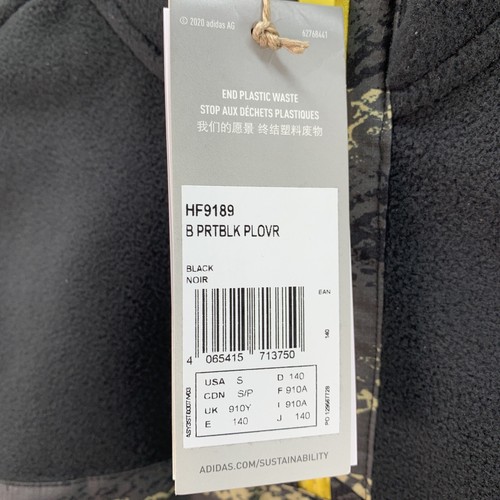 © 2020 adidas AG
62768441
END PLASTIC WASTE
STOP AUX DÉCHETS PLASTIQUES
我们的愿景 终结塑料废物
HF9189
B PRTBLK PLOVR
BLACK
NOIR
EAN
140
4 065415 713750
USA S D 140
CDN S/P F 910A
UK 910Y I 910A
E 140 J 140
ADIDAS.COM/SUSTAINABILITY